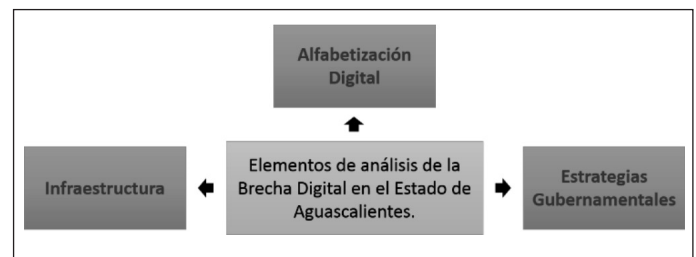 Alfabetización
Digital
Infraestructura
Elementos de análisis de la
Brecha Digital en el Estado de
Aguascalientes.
Estrategias
Gubernamentales